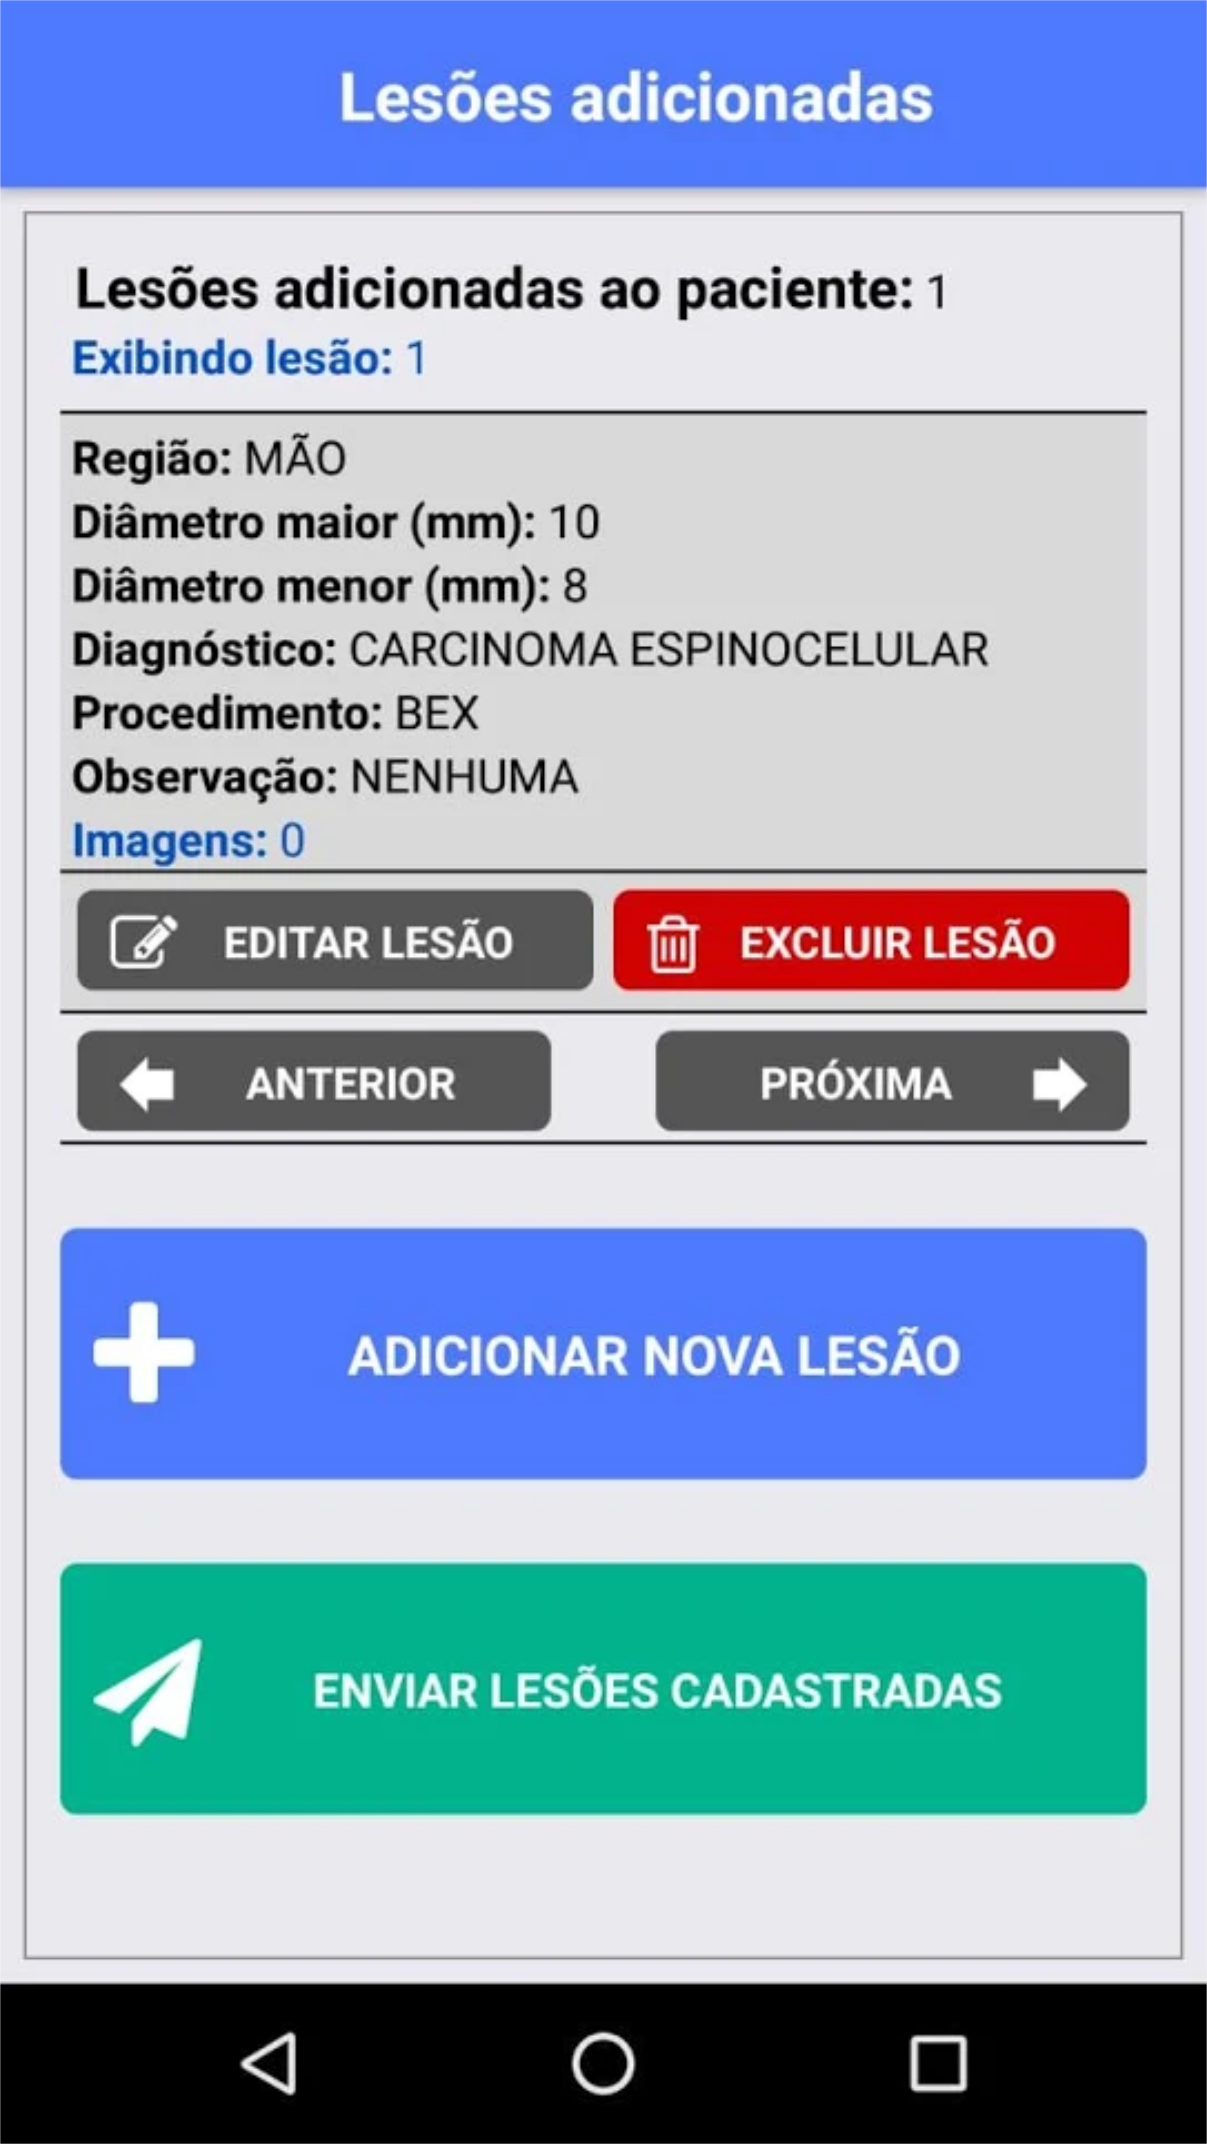 Lesões adicionadas
Lesões adicionadas ao paciente: 1
Exibindo lesão: 1
Região: MÃO
Diâmetro maior (mm): 10
Diâmetro menor (mm): 8
Diagnóstico: CARCINOMA ESPINOCELULAR
Procedimento: BEX
Observação: NENHUMA
Imagens: 0
EDITAR LESÃO
EXCLUIR LESÃO
ANTERIOR
PRÓXIMA
ADICIONAR NOVA LESÃO
ENVIAR LESÕES CADASTRADAS